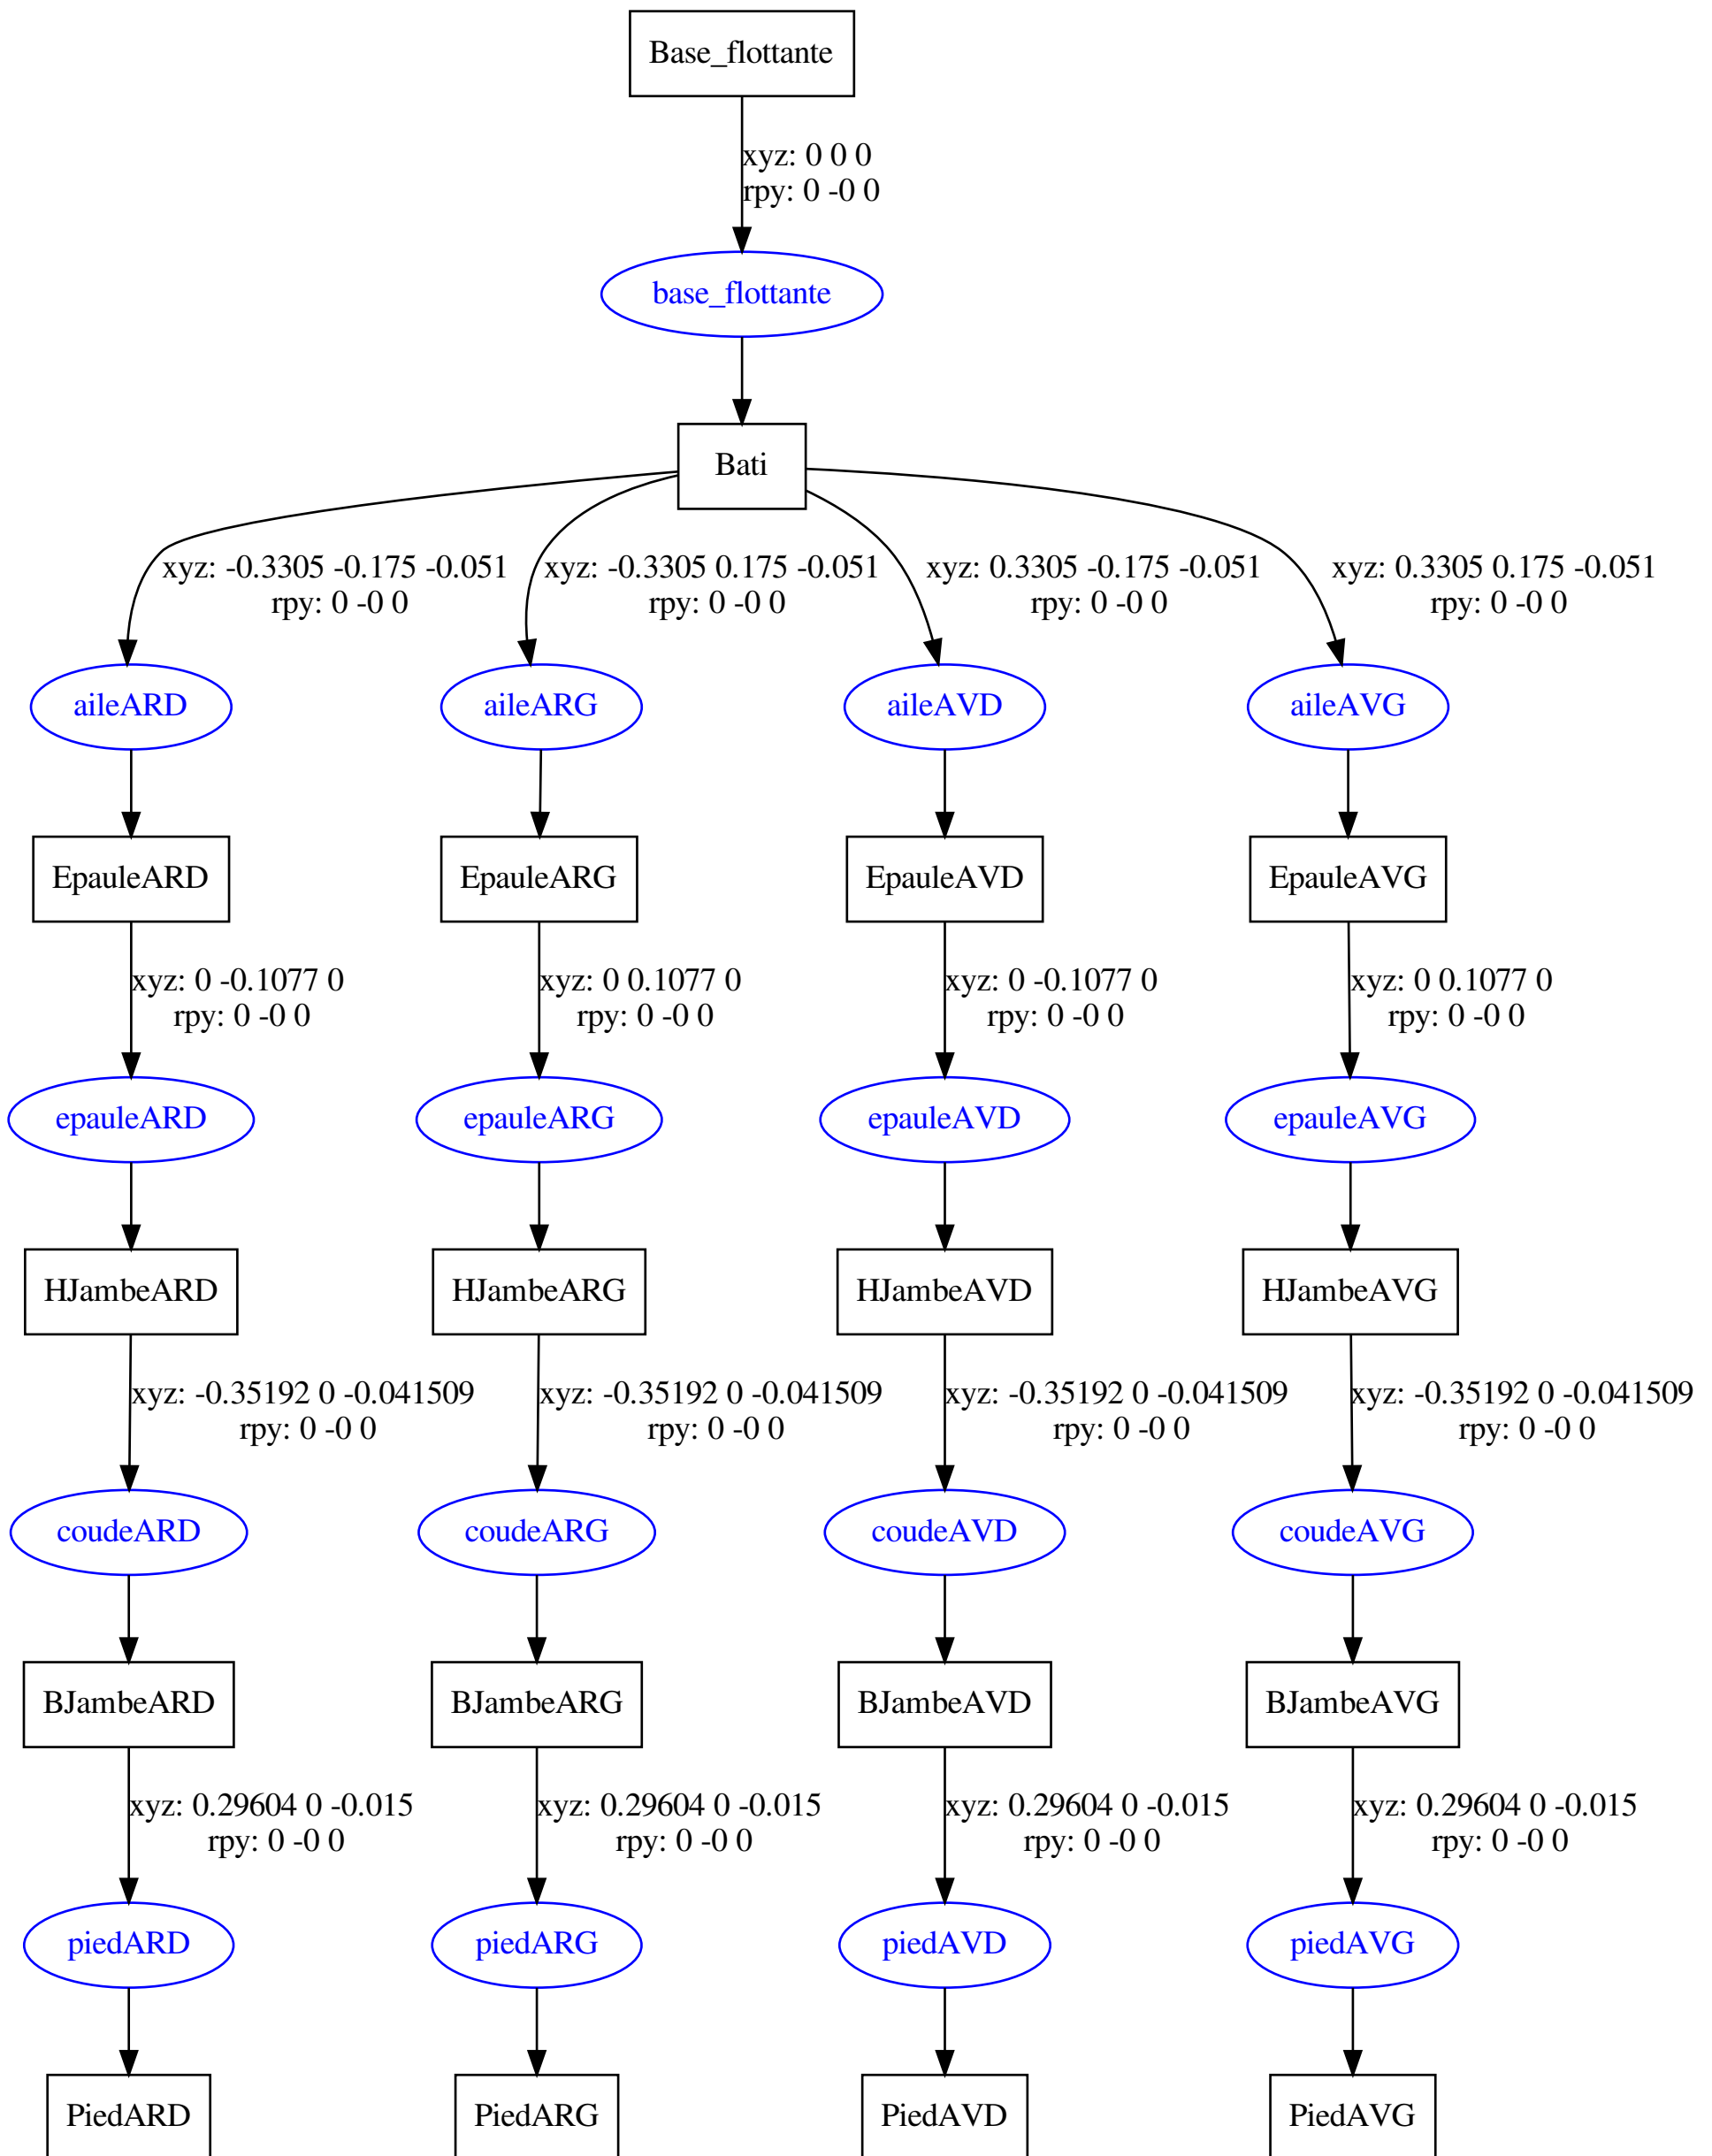 Base_flottante
xyz: 0 0 0
rpy: 0 -0 0
base_flottante
Bati
xyz: -0.3305 -0.175 -0.051
rpy: 0 -0 0
xyz: -0.3305 0.175 -0.051
rpy: 0 -0 0
xyz: 0.3305 -0.175 -0.051
rpy: 0 -0 0
xyz: 0.3305 0.175 -0.051
rpy: 0 -0 0
aileARD
aileARG
aileAVD
aileAVG
EpauleARD
EpauleARG
EpauleAVD
EpauleAVG
xyz: 0 -0.1077 0
rpy: 0 -0 0
xyz: 0 0.1077 0
rpy: 0 -0 0
xyz: 0 -0.1077 0
rpy: 0 -0 0
xyz: 0 0.1077 0
rpy: 0 -0 0
epauleARD
epauleARG
epauleAVD
epauleAVG
HJambeARD
HJambeARG
HJambeAVD
HJambeAVG
xyz: -0.35192 0 -0.041509
rpy: 0 -0 0
xyz: -0.35192 0 -0.041509
rpy: 0 -0 0
xyz: -0.35192 0 -0.041509
rpy: 0 -0 0
xyz: -0.35192 0 -0.041509
rpy: 0 -0 0
coudeARD
coudeARG
coudeAVD
coudeAVG
BJambeARD
BJambeARG
BJambeAVD
BJambeAVG
xyz: 0.29604 0 -0.015
rpy: 0 -0 0
xyz: 0.29604 0 -0.015
rpy: 0 -0 0
xyz: 0.29604 0 -0.015
rpy: 0 -0 0
xyz: 0.29604 0 -0.015
rpy: 0 -0 0
piedARD
piedARG
piedAVD
piedAVG
PiedARD
PiedARG
PiedAVD
PiedAVG